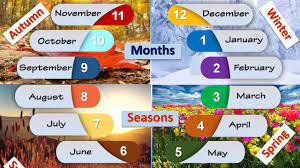 Autumn
November 11
October 10
September 9
12 December
1 January
2 February
Winter
Months
Seasons
August 8
July 7
June 6
3 March
4 April
5 May
Spring